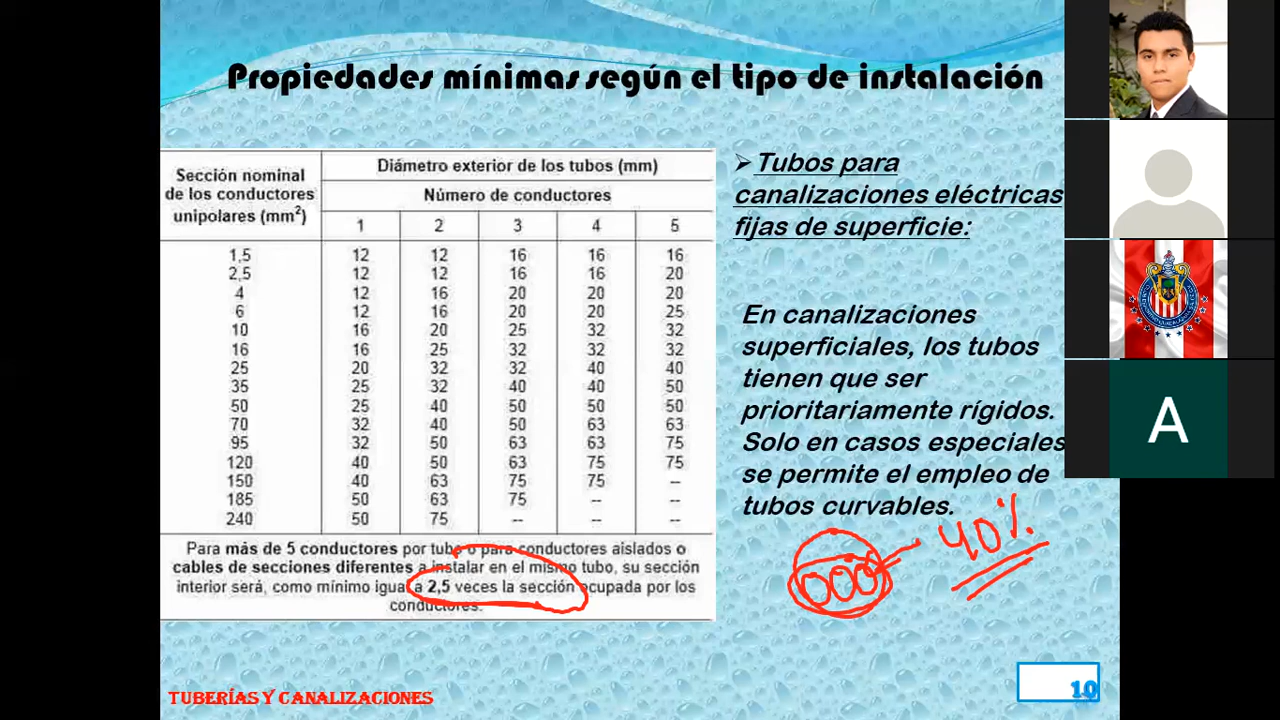 Propiedades mínimas según el tipo de instalación
Sección nominal
de los conductores
unipolares (mm²)
Diámetro exterior de los tubos (mm)
Número de conductores
1 2 3 4 5
1,5 12 12 16 16 16
2,5 12 12 16 16 20
4 12 16 20 20 20
6 12 16 20 20 25
10 16 20 25 32 32
16 16 25 32 32 32
25 20 32 32 40 40
35 25 32 40 40 50
50 25 40 50 50 50
70 32 40 50 63 63
95 32 50 63 63 75
120 40 50 63 75 75
150 40 63 75 75 --
185 50 63 75 -- --
240 50 75 -- -- --
Para más de 5 conductores por tubo o para conductores aislados o
cables de secciones diferentes a instalar en el mismo tubo, su sección
interior será, como mínimo igual a 2,5 veces la sección ocupada por los
conductores.
Tubos para
canalizaciones eléctricas
fijas de superficie:
En canalizaciones
superficiales, los tubos
tienen que ser
prioritariamente rígidos.
Solo en casos especiales
se permite el empleo de
tubos curvables.
40%
TUBERÍAS Y CANALIZACIONES
10
A